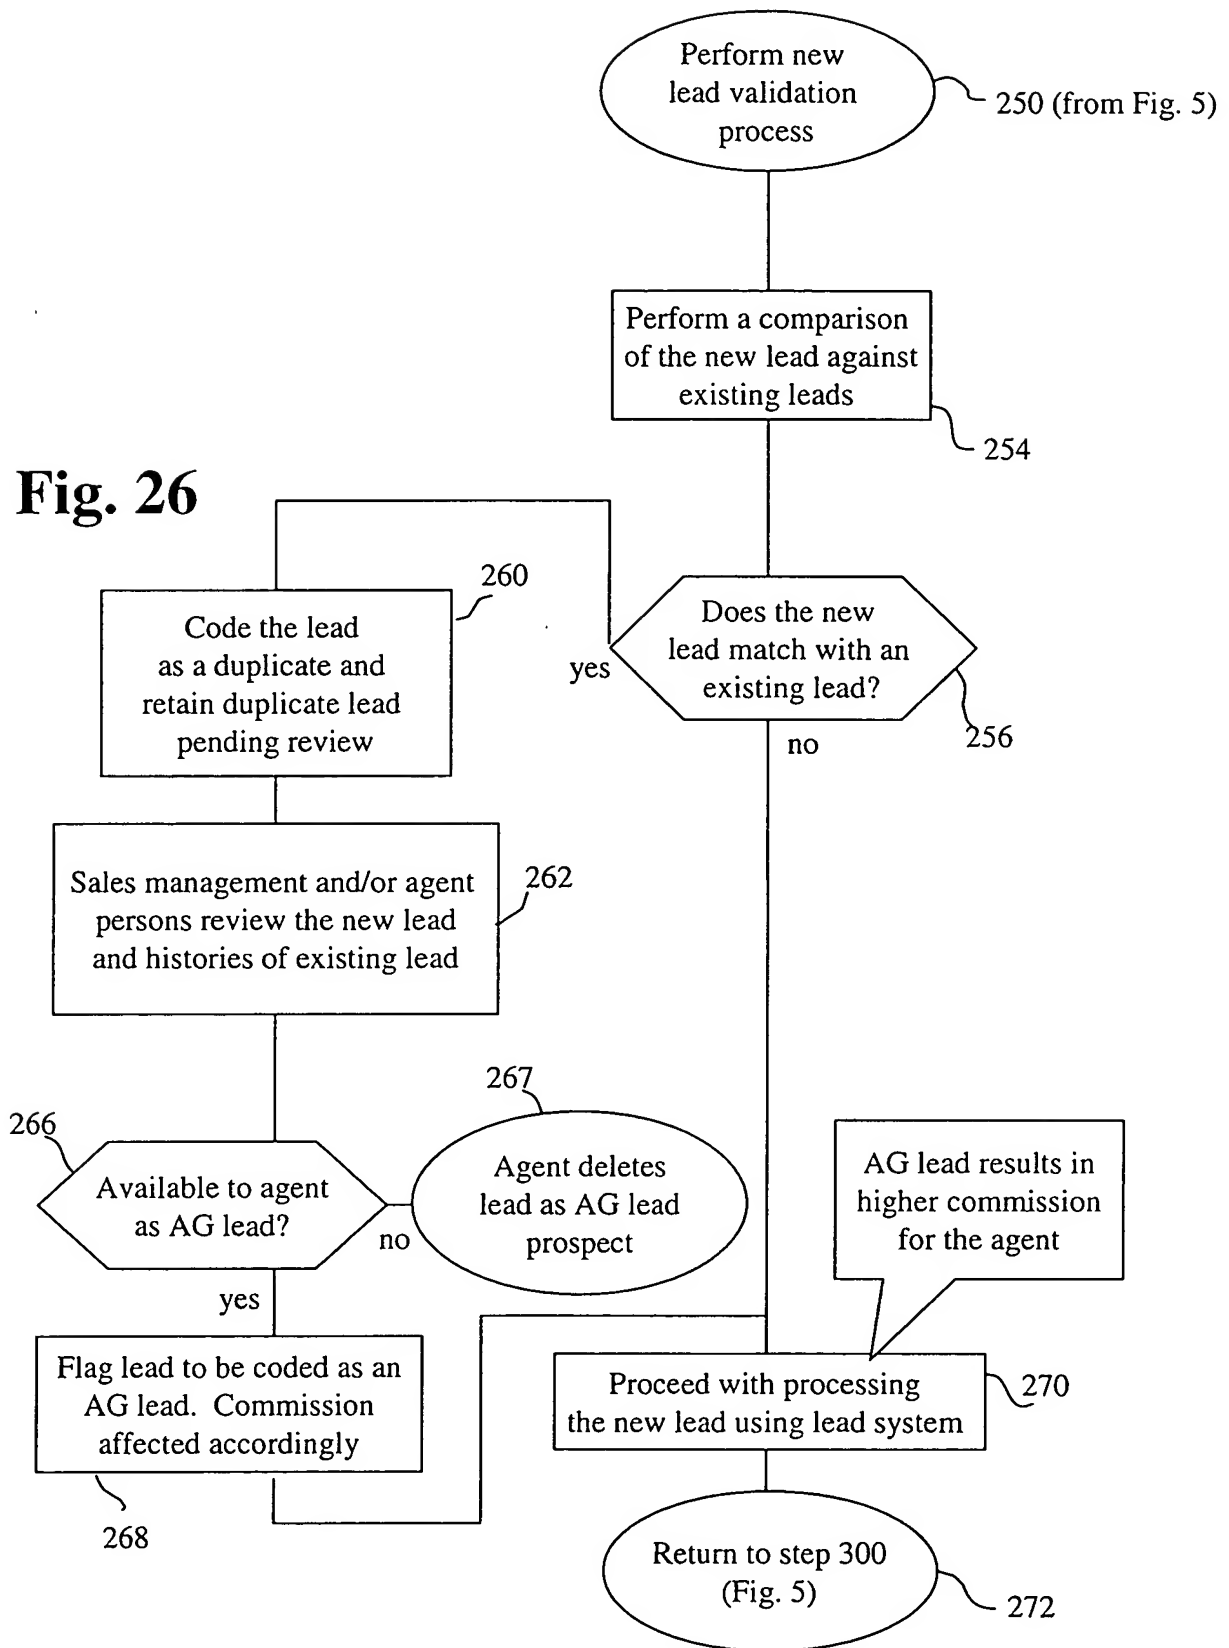 Perform new
lead validation
process
250 (from Fig. 5)
Perform a comparison
of the new lead against
existing leads
254
Fig. 26
Does the new
lead match with an
existing lead?
yes
no
256
260
Code the lead
as a duplicate and
retain duplicate lead
pending review
Sales management and/or agent
persons review the new lead
and histories of existing lead
262
266
Available to agent
as AG lead?
no
yes
267
Agent deletes
lead as AG lead
prospect
Flag lead to be coded as an
AG lead. Commission
affected accordingly
268
AG lead results in
higher commission
for the agent
Proceed with processing
the new lead using lead system
270
Return to step 300
(Fig. 5)
272